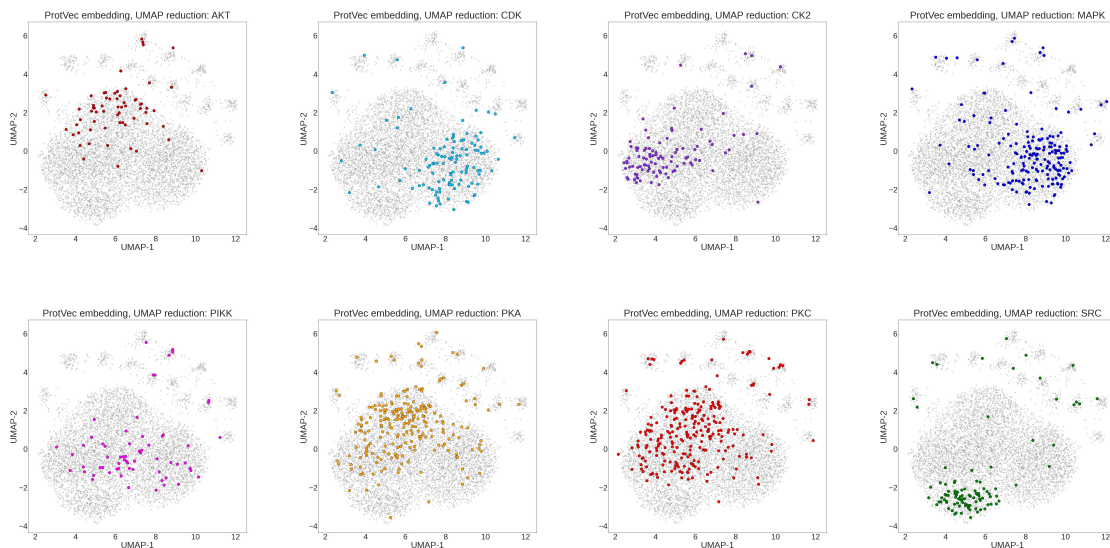 ProtVec embedding, UMAP reduction: AKT
6
4
2
0
−2
−4
UMAP-2
2 4 6 8 10 12
UMAP-1
ProtVec embedding, UMAP reduction: CDK
6
4
2
0
−2
−4
UMAP-2
2 4 6 8 10 12
UMAP-1
ProtVec embedding, UMAP reduction: CK2
6
4
2
0
−2
−4
UMAP-2
2 4 6 8 10 12
UMAP-1
ProtVec embedding, UMAP reduction: MAPK
6
4
2
0
−2
−4
UMAP-2
2 4 6 8 10 12
UMAP-1
ProtVec embedding, UMAP reduction: PIKK
6
4
2
0
−2
−4
UMAP-2
2 4 6 8 10 12
UMAP-1
ProtVec embedding, UMAP reduction: PKA
6
4
2
0
−2
−4
UMAP-2
2 4 6 8 10 12
UMAP-1
ProtVec embedding, UMAP reduction: PKC
6
4
2
0
−2
−4
UMAP-2
2 4 6 8 10 12
UMAP-1
ProtVec embedding, UMAP reduction: SRC
6
4
2
0
−2
−4
UMAP-2
2 4 6 8 10 12
UMAP-1